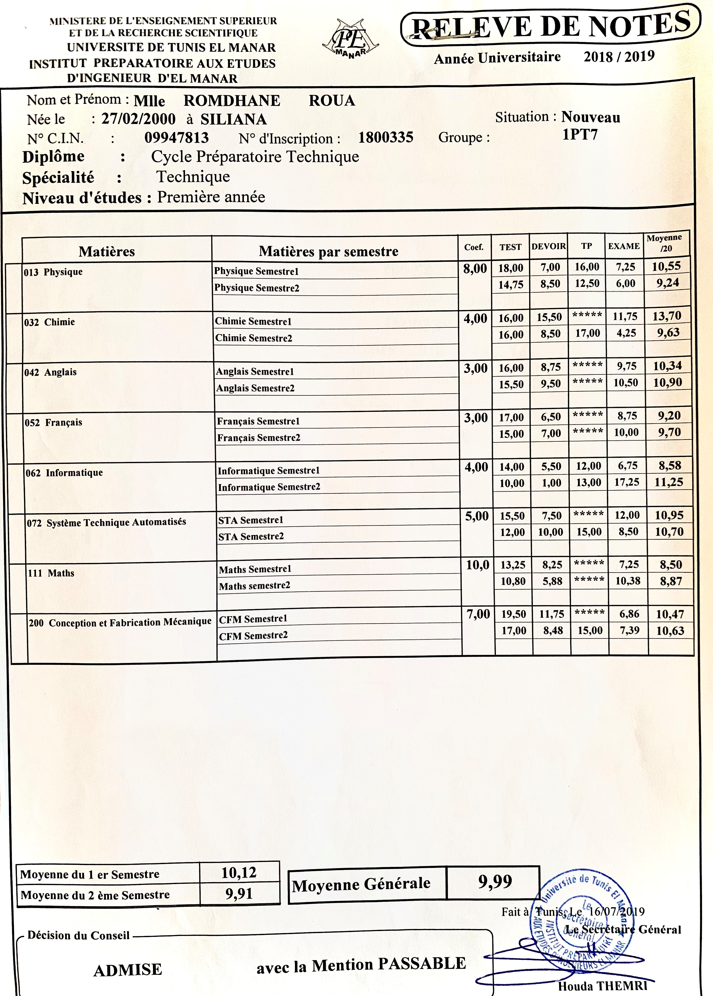 MINISTERE DE L'ENSEIGNEMENT SUPERIEUR
ET DE LA RECHERCHE SCIENTIFIQUE
UNIVERSITE DE TUNIS EL MANAR
INSTITUT PREPARATOIRE AUX ETUDES
D'INGENIEUR D'EL MANAR
MANAR
RELEVE DE NOTES
Année Universitaire 2018 / 2019
Nom et Prénom : Mlle ROMDHANE ROUA
Née le : 27/02/2000 à SILIANA Situation : Nouveau
N° C.I.N. : 09947813 N° d'Inscription : 1800335 Groupe : 1PT7
Diplôme : Cycle Préparatoire Technique
Spécialité : Technique
Niveau d'études : Première année
Matières Matières par semestre Coef. TEST DEVOIR TP EXAME Moyenne /20
013 Physique Physique Semestre1 8,00 18,00 7,00 16,00 7,25 10,55
Physique Semestre2 14,75 8,50 12,50 6,00 9,24
032 Chimie Chimie Semestre1 4,00 16,00 15,50 ***** 11,75 13,70
Chimie Semestre2 16,00 8,50 17,00 4,25 9,63
042 Anglais Anglais Semestre1 3,00 16,00 8,75 ***** 9,75 10,34
Anglais Semestre2 15,50 9,50 ***** 10,50 10,90
052 Français Français Semestre1 3,00 17,00 6,50 ***** 8,75 9,20
Français Semestre2 15,00 7,00 ***** 10,00 9,70
062 Informatique Informatique Semestre1 4,00 14,00 5,50 12,00 6,75 8,58
Informatique Semestre2 10,00 1,00 13,00 17,25 11,25
072 Système Technique Automatisés STA Semestre1 5,00 15,50 7,50 ***** 12,00 10,95
STA Semestre2 12,00 10,00 15,00 8,50 10,70
111 Maths Maths Semestre1 10,0 13,25 8,25 ***** 7,25 8,50
Maths semestre2 10,80 5,88 ***** 10,38 8,87
200 Conception et Fabrication Mécanique CFM Semestre1 7,00 19,50 11,75 ***** 6,86 10,47
CFM Semestre2 17,00 8,48 15,00 7,39 10,63
Moyenne du 1 er Semestre 10,12
Moyenne du 2 ème Semestre 9,91
Moyenne Générale 9,99
Fait à Tunis, Le 16/07/2019
Le Secrétaire Général
Université de Tunis El Manar
Le Secrétaire Général
Décision du Conseil
ADMISE avec la Mention PASSABLE
Houda THEMRI